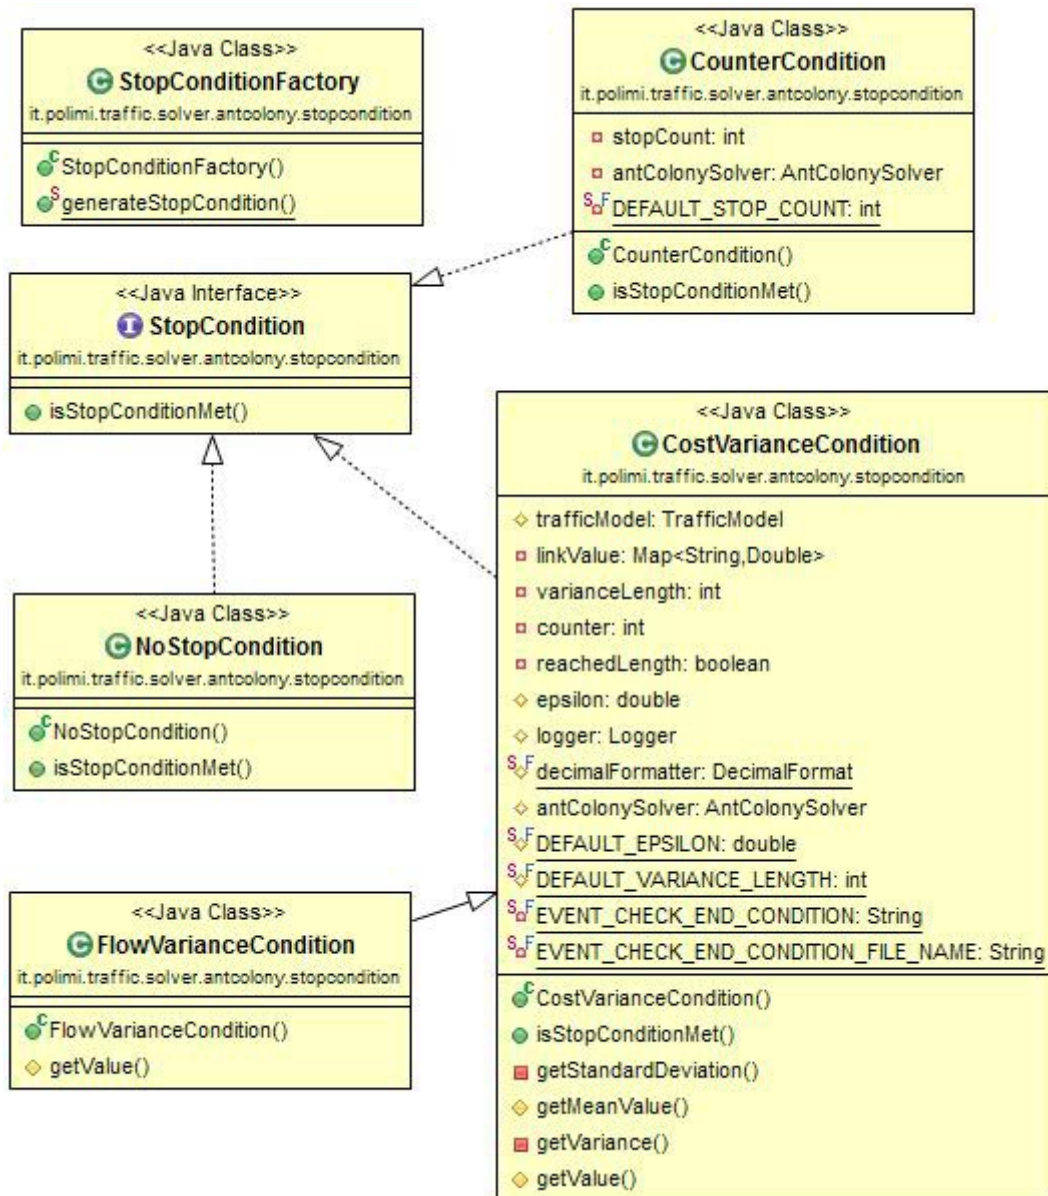 <<Java Class>>
StopConditionFactory
it.polimi.traffic.solver.antcolony.stopcondition
StopConditionFactory()
generateStopCondition()
<<Java Class>>
CounterCondition
it.polimi.traffic.solver.antcolony.stopcondition
stopCount: int
antColonySolver: AntColonySolver
DEFAULT_STOP_COUNT: int
CounterCondition()
isStopConditionMet()
<<Java Interface>>
StopCondition
it.polimi.traffic.solver.antcolony.stopcondition
isStopConditionMet()
<<Java Class>>
CostVarianceCondition
it.polimi.traffic.solver.antcolony.stopcondition
trafficModel: TrafficModel
linkValue: Map<String,Double>
varianceLength: int
counter: int
reachedLength: boolean
epsilon: double
logger: Logger
decimalFormatter: DecimalFormat
antColonySolver: AntColonySolver
DEFAULT_EPSILON: double
DEFAULT_VARIANCE_LENGTH: int
EVENT_CHECK_END_CONDITION: String
EVENT_CHECK_END_CONDITION_FILE_NAME: String
CostVarianceCondition()
isStopConditionMet()
getStandardDeviation()
getMeanValue()
getVariance()
getValue()
<<Java Class>>
NoStopCondition
it.polimi.traffic.solver.antcolony.stopcondition
NoStopCondition()
isStopConditionMet()
<<Java Class>>
FlowVarianceCondition
it.polimi.traffic.solver.antcolony.stopcondition
FlowVarianceCondition()
getValue()